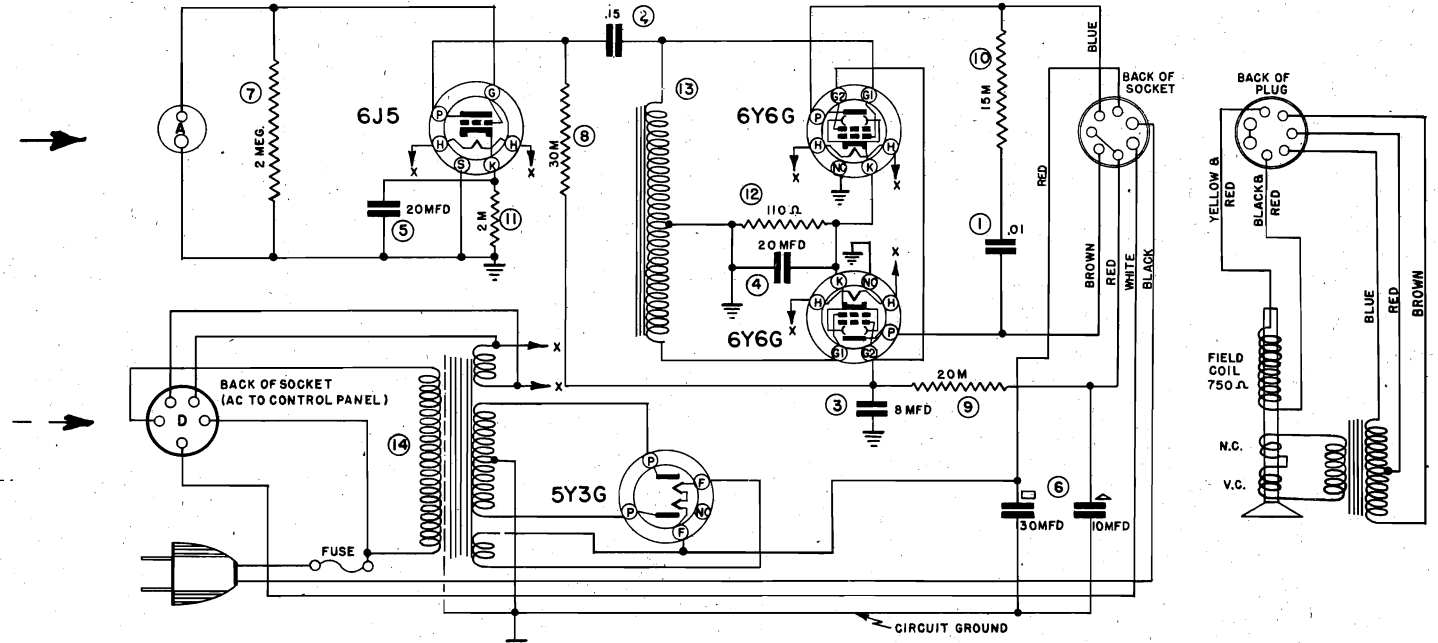 .15
2
7
2 MEG.
A
6J5
P
G
H
H
S
K
X
X
8
30M
20MFD
5
2M
11
13
6Y6G
G2
G1
P
H
H
NC
K
X
X
12
110 Ω
20 MFD
4
10
15M
1
.01
BLUE
RED
BACK OF
SOCKET
BROWN
RED
WHITE
BLACK
BACK OF
PLUG
YELLOW &
RED
BLACK &
RED
BLUE
RED
BROWN
6Y6G
K
NC
H
H
P
G1
G2
X
X
X
X
BACK OF SOCKET
(AC TO CONTROL PANEL)
D
14
3
8 MFD
20M
9
5Y3G
P
P
F
NC
F
6
30MFD
10MFD
FIELD
COIL
750 Ω
N.C.
V.C.
FUSE
CIRCUIT GROUND